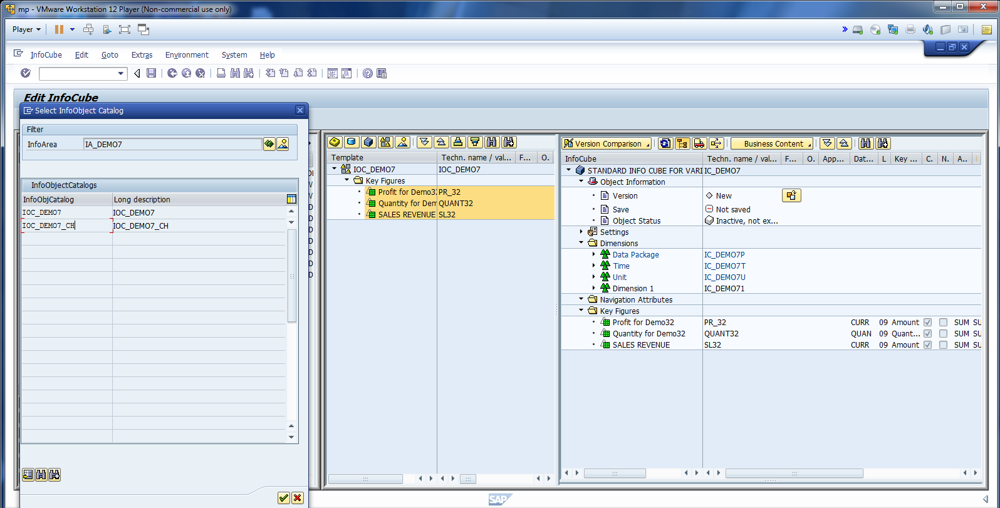 mp - VMware Workstation 12 Player (Non-commercial use only)
Player
InfoCube Edit Goto Extras Environment System Help
Edit InfoCube
Select InfoObject Catalog
Filter
InfoArea IA_DEMO7
InfoObjectCatalogs
InfoObjCatalog Long description
IOC_DEMO7 IOC_DEMO7
IOC_DEMO7_CH IOC_DEMO7_CH
Template Techn. name / val... F... O.
IOC_DEMO7 IOC_DEMO7
Key Figures
Profit for Demo32 PR_32
Quantity for Dem QUANT32
SALES REVENUE SL32
Version Comparison Business Content
InfoCube Techn. name / val... F... O. App... Dat... L Key ... C. N. A..
STANDARD INFO CUBE FOR VARI IC_DEMO7
Object Information
Version New
Save Not saved
Object Status Inactive, not ex...
Settings
Dimensions
Data Package IC_DEMO7P
Time IC_DEMO7T
Unit IC_DEMO7U
Dimension 1 IC_DEMO71
Navigation Attributes
Key Figures
Profit for Demo32 PR_32 CURR 09 Amount SUM SU
Quantity for Demo32 QUANT32 QUAN 09 Quant... SUM SU
SALES REVENUE SL32 CURR 09 Amount SUM SU
SAP